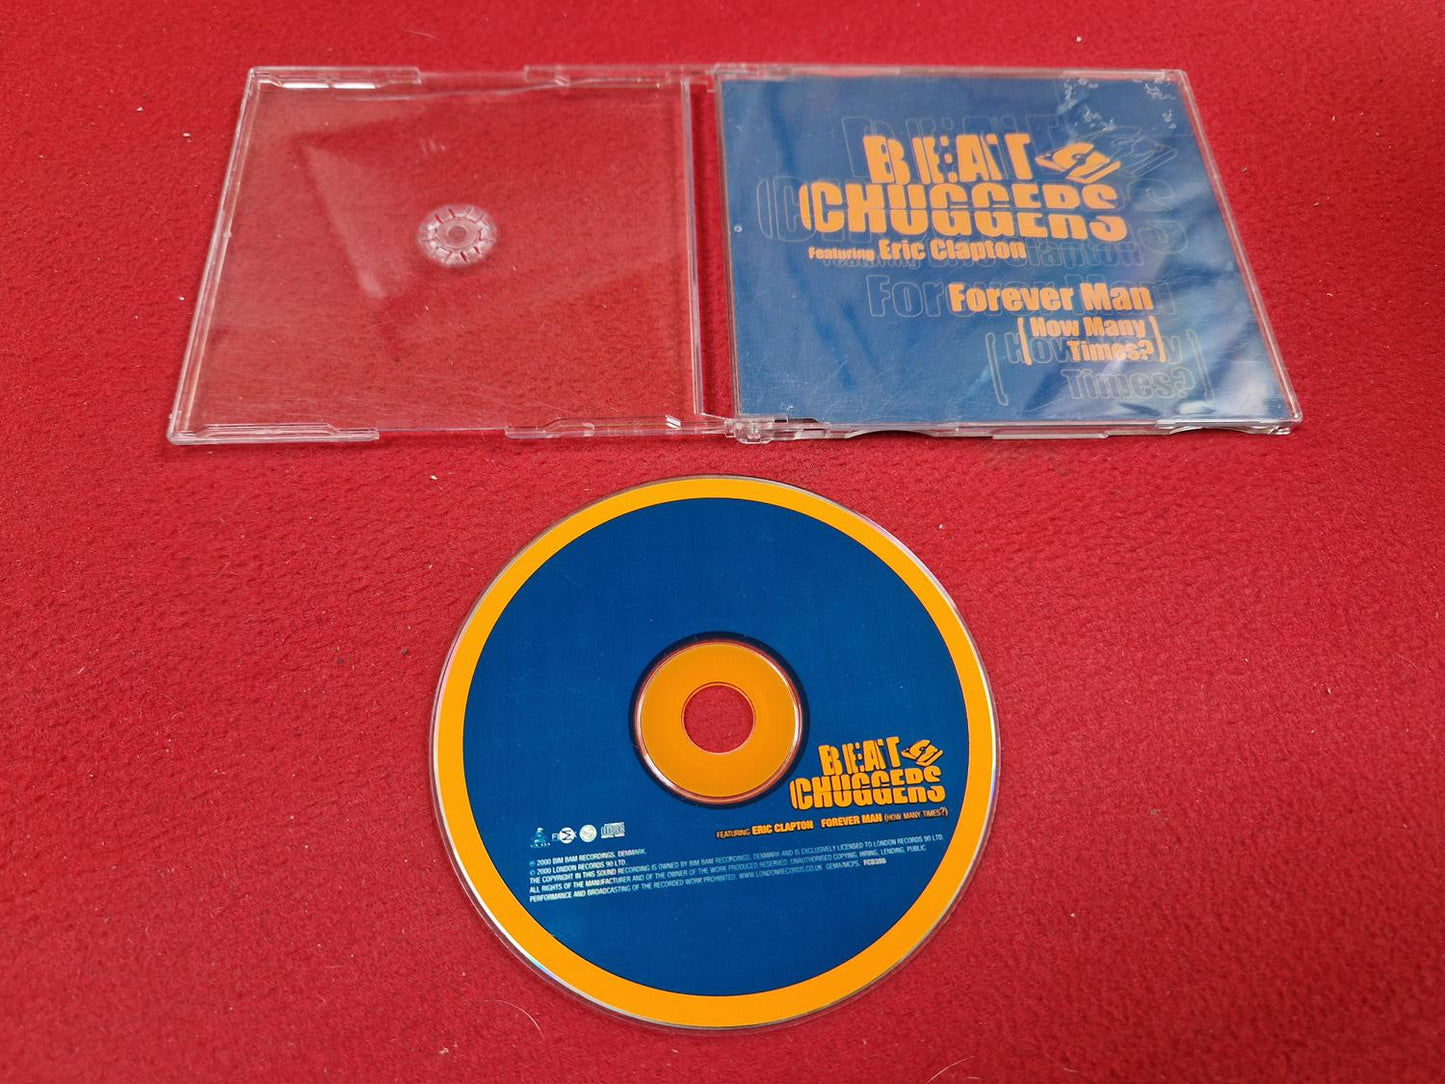 BEAT
CHUGGERS
Featuring Eric Clapton
Forever Man
(How Many
Times?)
BEAT
CHUGGERS
FEATURING ERIC CLAPTON FOREVER MAN (HOW MANY TIMES?)
℗ 2000 BIM BAM RECORDINGS, DENMARK.
© 2000 LONDON RECORDS 90 LTD.
THE COPYRIGHT IN THIS SOUND RECORDING IS OWNED BY BIM BAM RECORDINGS, DENMARK AND IS EXCLUSIVELY LICENSED TO LONDON RECORDS 90 LTD.
ALL RIGHTS OF THE MANUFACTURER AND OF THE OWNER OF THE WORK PRODUCED RESERVED. UNAUTHORISED COPYING, HIRING, LENDING, PUBLIC
PERFORMANCE AND BROADCASTING OF THE RECORDED WORK PROHIBITED. WWW.LONDONRECORDS.CO.UK GEMA/MCPS. FCD386